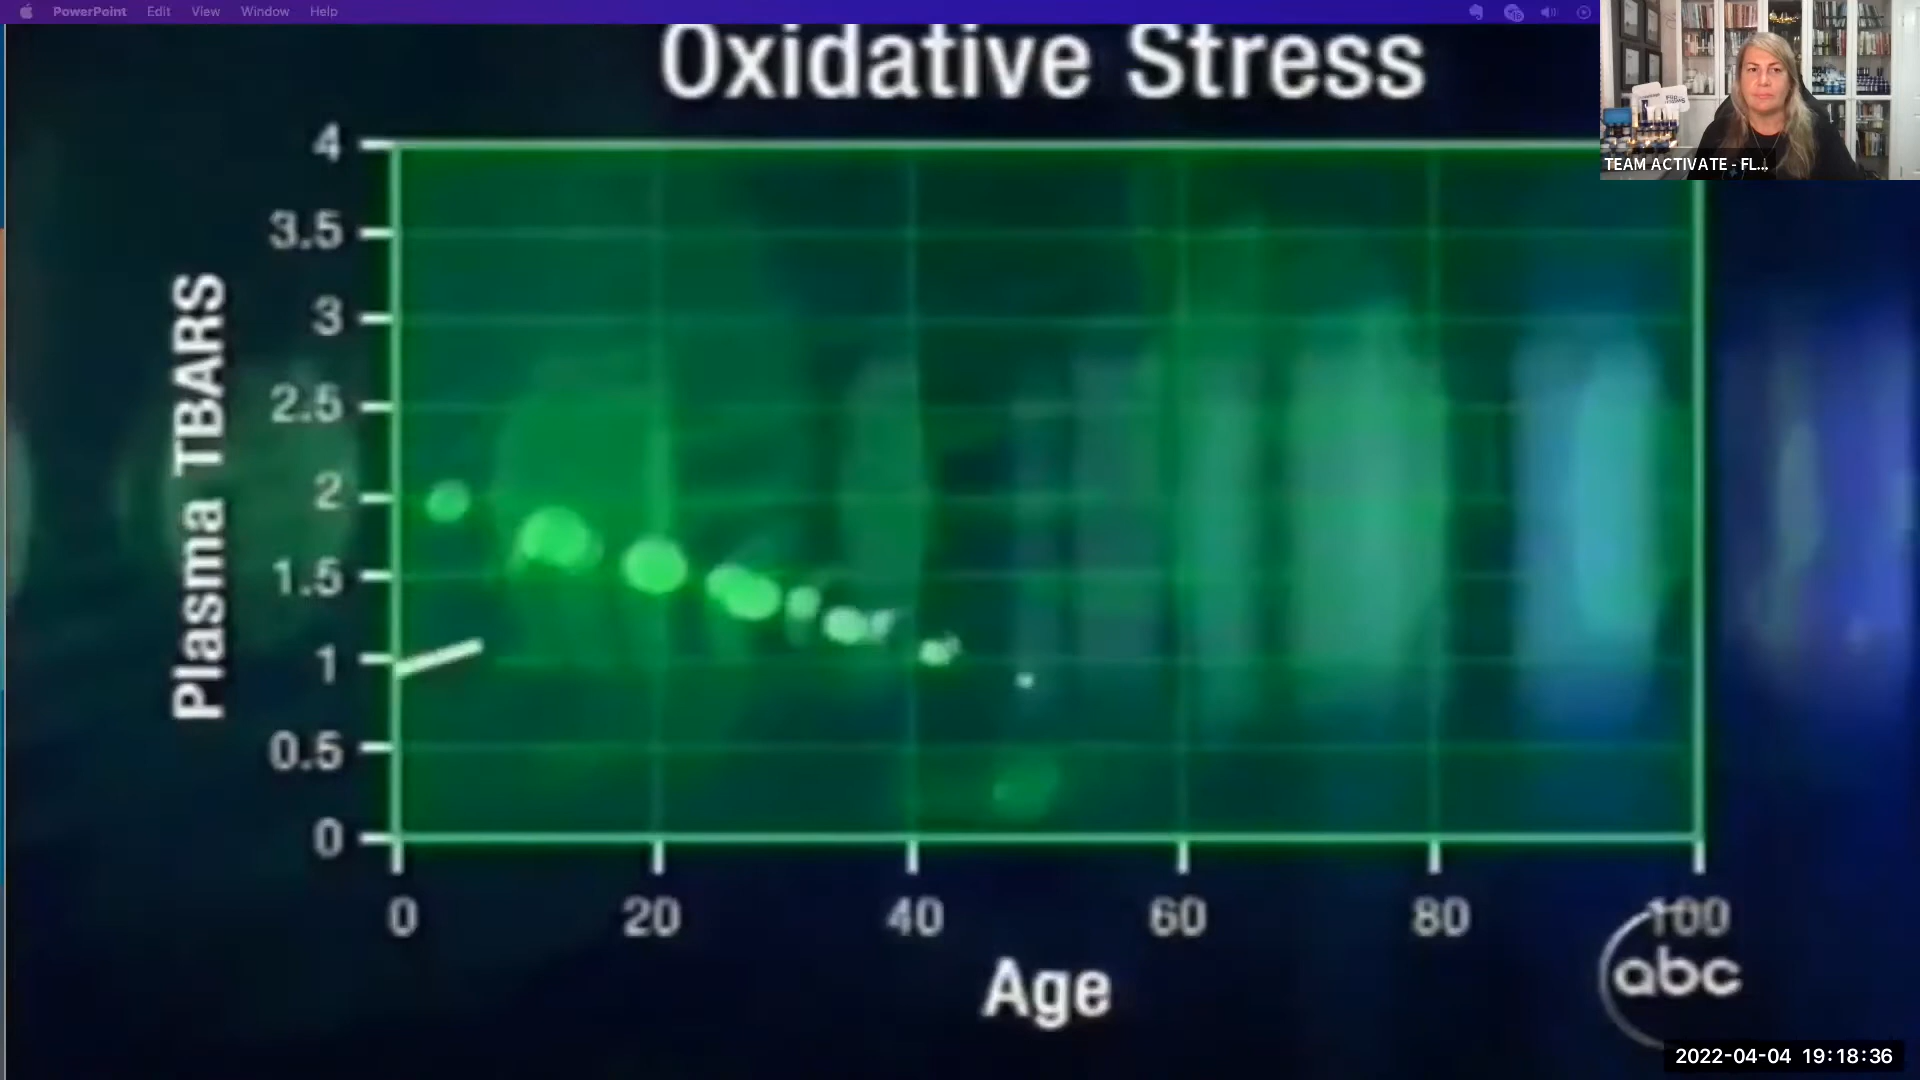 PowerPoint Edit View Window Help
Oxidative Stress
TEAM ACTIVATE - FL...
Plasma TBARS
4
3.5
3
2.5
2
1.5
1
0.5
0
0 20 40 60 80 100
Age
abc
2022-04-04 19:18:36